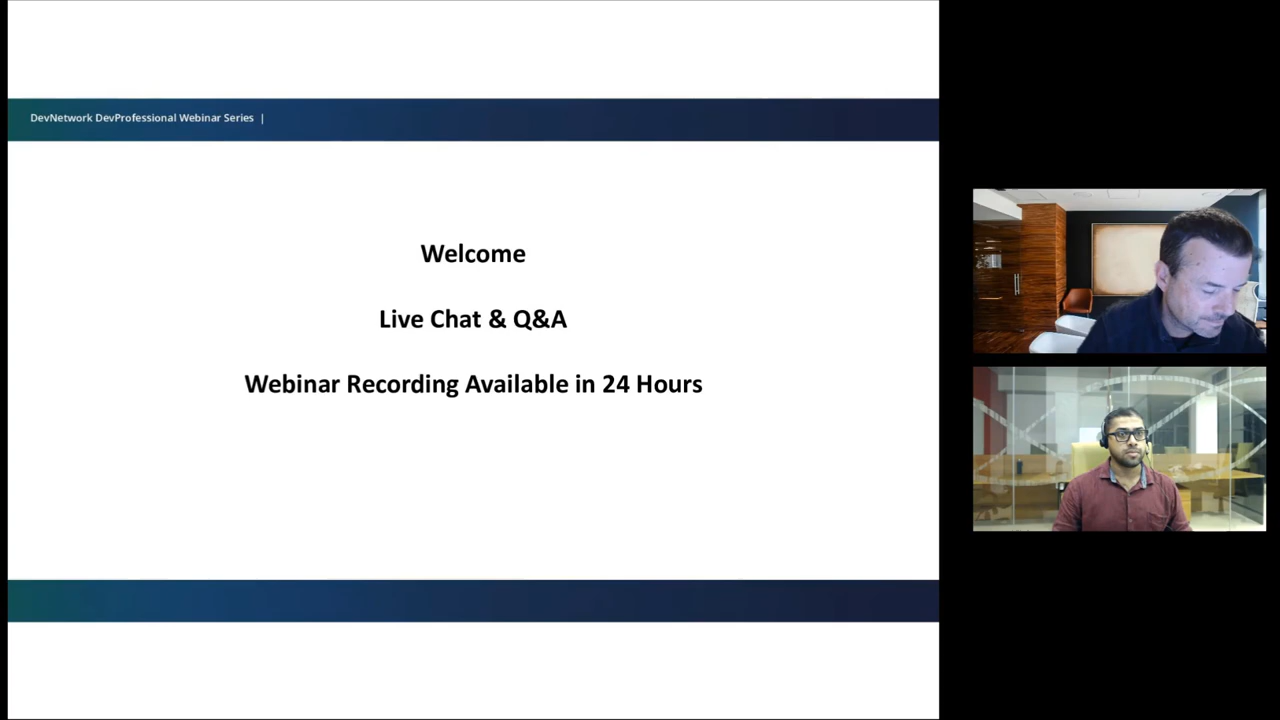 DevNetwork DevProfessional Webinar Series |
Welcome
Live Chat & Q&A
Webinar Recording Available in 24 Hours